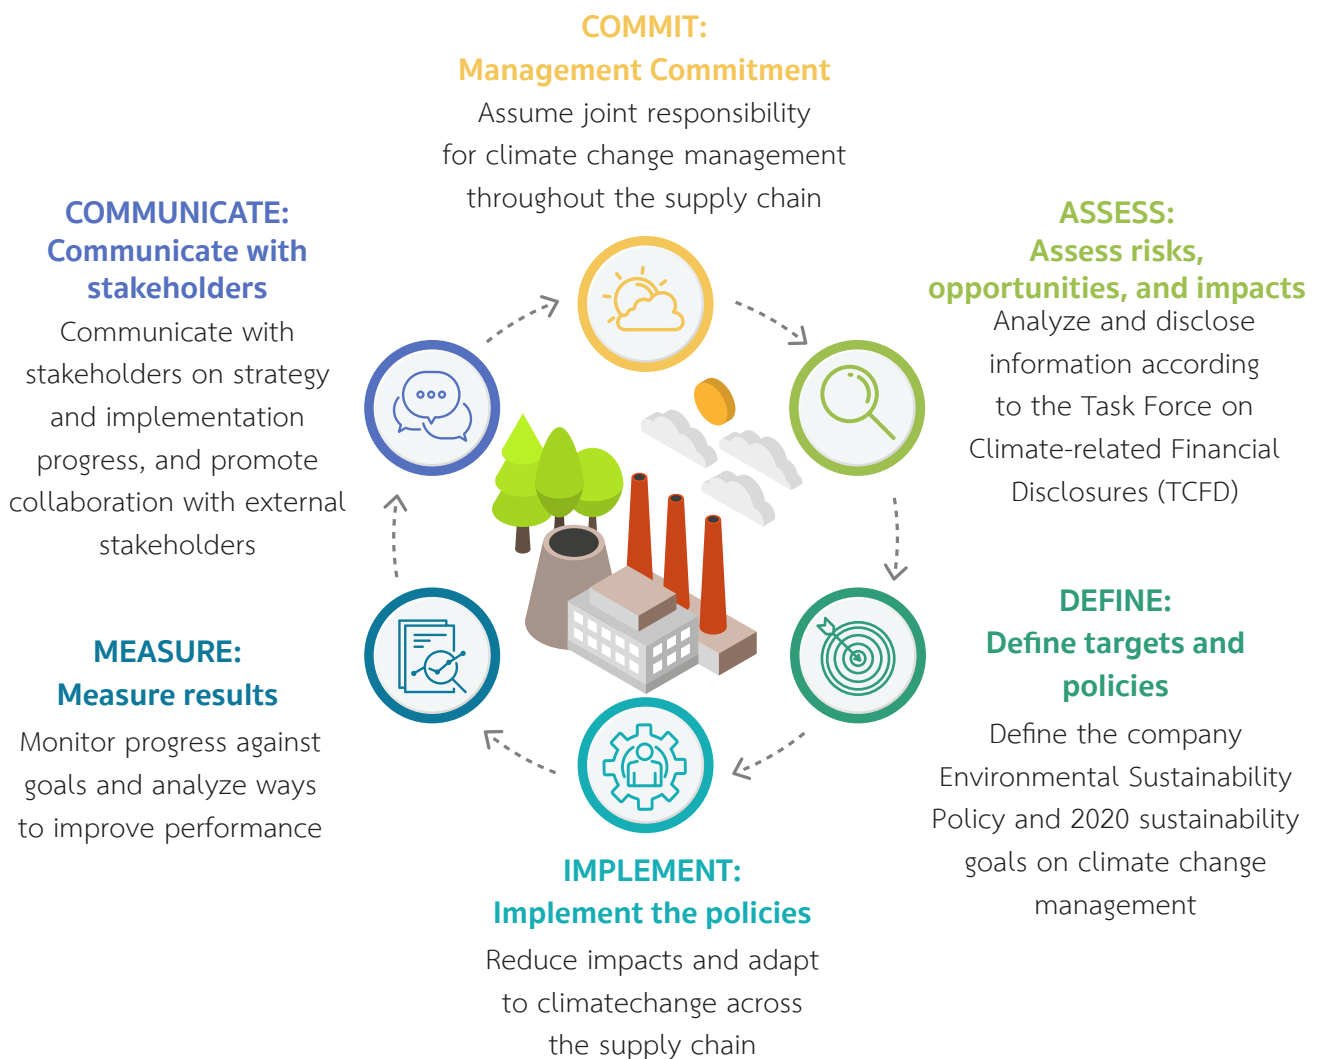 COMMIT:
Management Commitment
Assume joint responsibility
for climate change management
throughout the supply chain
ASSESS:
Assess risks,
opportunities, and impacts
Analyze and disclose
information according
to the Task Force on
Climate-related Financial
Disclosures (TCFD)
DEFINE:
Define targets and
policies
Define the company
Environmental Sustainability
Policy and 2020 sustainability
goals on climate change
management
IMPLEMENT:
Implement the policies
Reduce impacts and adapt
to climatechange across
the supply chain
MEASURE:
Measure results
Monitor progress against
goals and analyze ways
to improve performance
COMMUNICATE:
Communicate with
stakeholders
Communicate with
stakeholders on strategy
and implementation
progress, and promote
collaboration with external
stakeholders